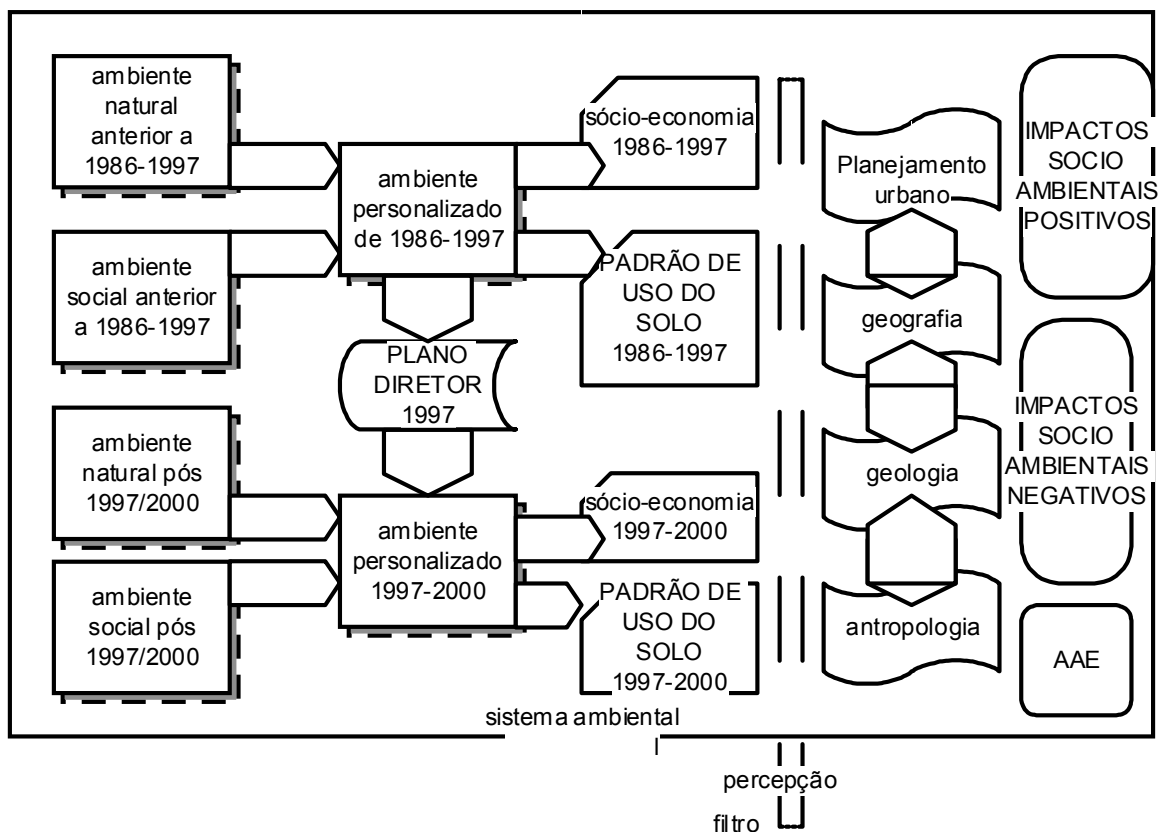 ambiente
natural
anterior a
1986-1997
ambiente
social anterior
a 1986-1997
ambiente
natural pós
1997/2000
ambiente
social pós
1997/2000
ambiente
personalizado
de 1986-1997
PLANO
DIRETOR
1997
ambiente
personalizado
1997-2000
sócio-economia
1986-1997
PADRÃO DE
USO DO
SOLO
1986-1997
sócio-economia
1997-2000
PADRÃO DE
USO DO
SOLO
1997-2000
Planejamento
urbano
geografia
geologia
antropologia
IMPACTOS
SOCIO
AMBIENTAIS
POSITIVOS
IMPACTOS
SOCIO
AMBIENTAIS
NEGATIVOS
AAE
sistema ambiental
percepção
filtro